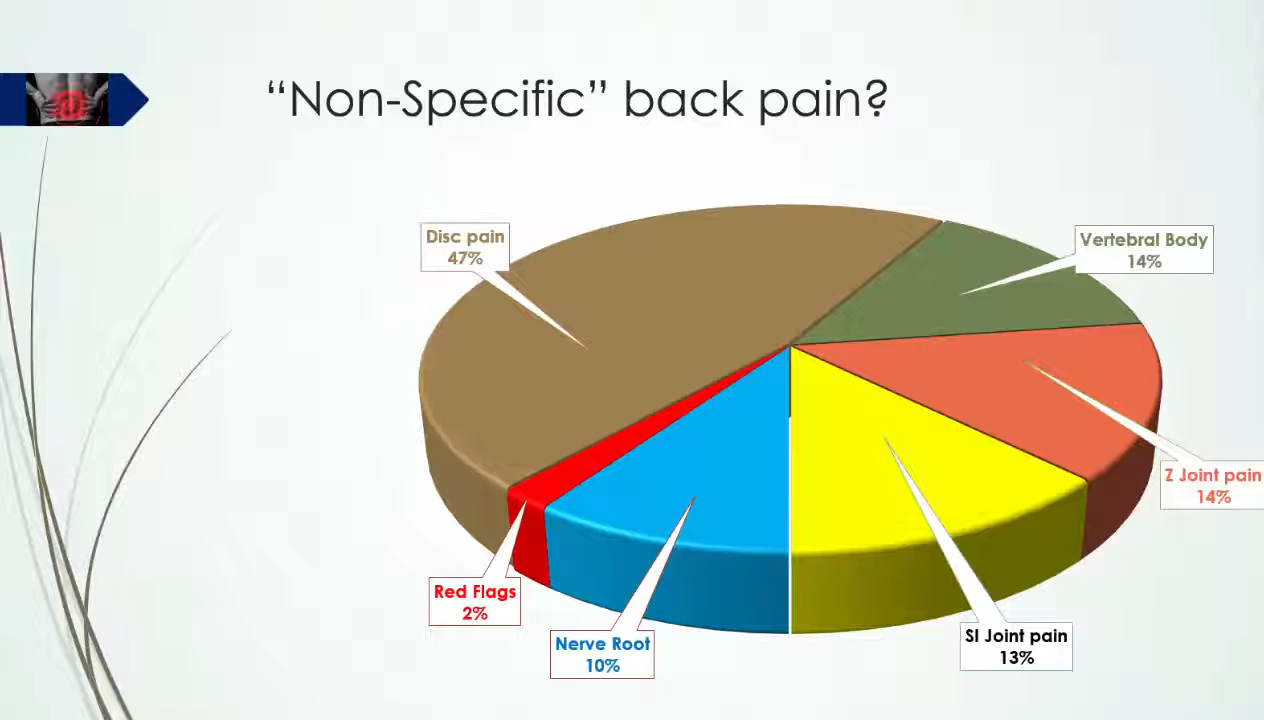 “Non-Specific” back pain?
Disc pain
47%
Vertebral Body
14%
Z Joint pain
14%
Red Flags
2%
Nerve Root
10%
SI Joint pain
13%